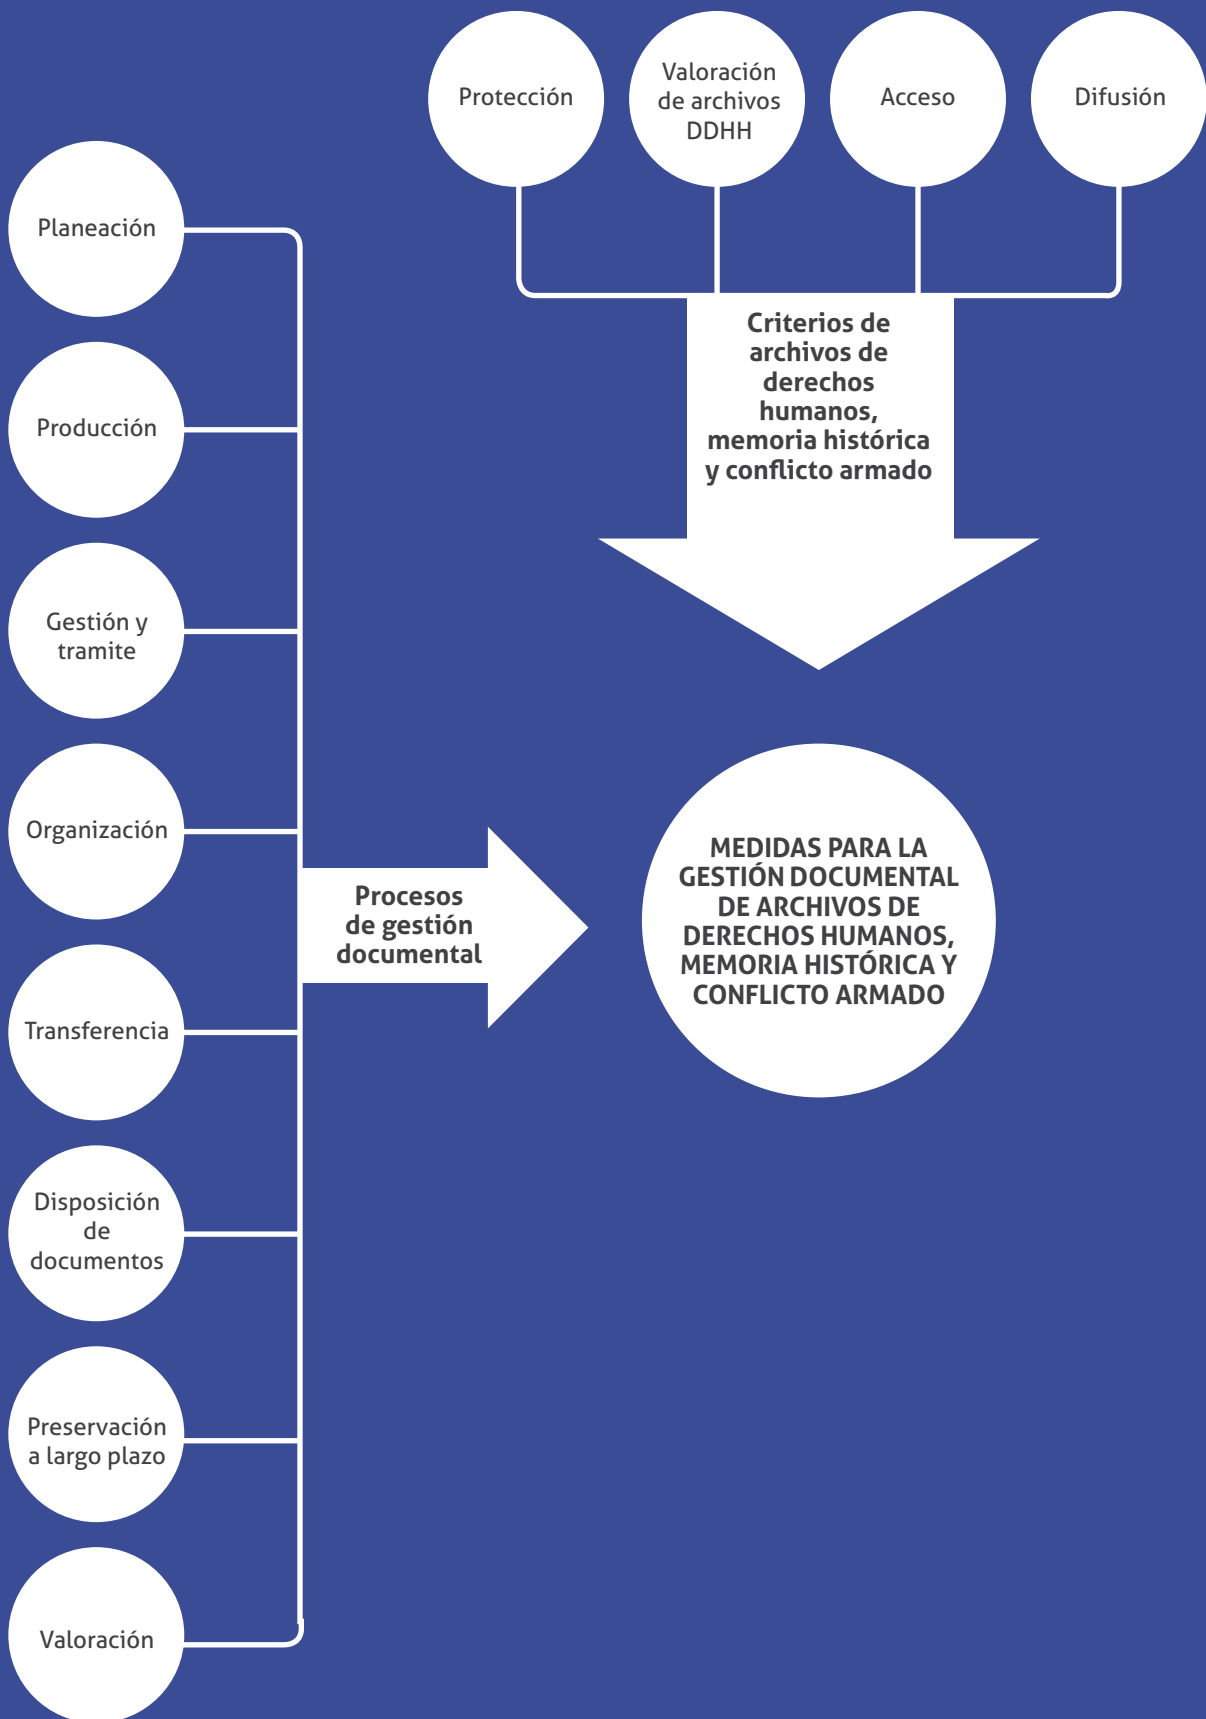 Protección
Valoración
de archivos
DDHH
Acceso
Difusión
Criterios de
archivos de
derechos
humanos,
memoria histórica
y conflicto armado
Planeación
Producción
Gestión y
tramite
Organización
Transferencia
Disposición
de
documentos
Preservación
a largo plazo
Valoración
Procesos
de gestión
documental
MEDIDAS PARA LA
GESTIÓN DOCUMENTAL
DE ARCHIVOS DE
DERECHOS HUMANOS,
MEMORIA HISTÓRICA Y
CONFLICTO ARMADO